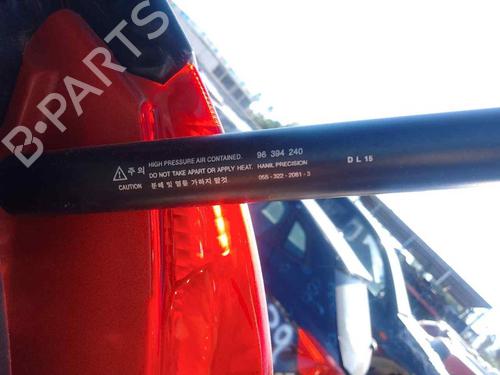 B-PARTS
주의 HIGH PRESSURE AIR CONTAINED. 96 394 240
DO NOT TAKE APART OR APPLY HEAT. HANIL PRECISION D L 15
CAUTION 분해 및 열을 가하지 말것. 055-322-2081-3